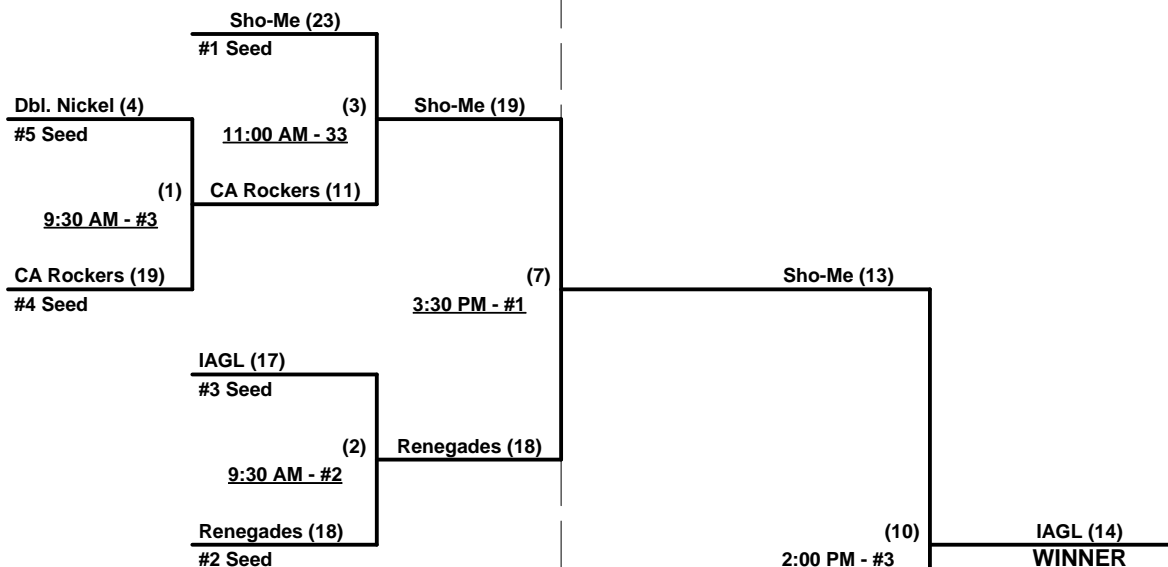 Sho-Me (23)
#1 Seed
Dbl. Nickel (4)
(3)
Sho-Me (19)
#5 Seed
11:00 AM - 33
(1)
CA Rockers (11)
9:30 AM - #3
CA Rockers (19)
(7)
Sho-Me (13)
#4 Seed
3:30 PM - #1
IAGL (17)
#3 Seed
(2)
Renegades (18)
9:30 AM - #2
Renegades (18)
(10)
IAGL (14)
#2 Seed
2:00 PM - #3
WINNER